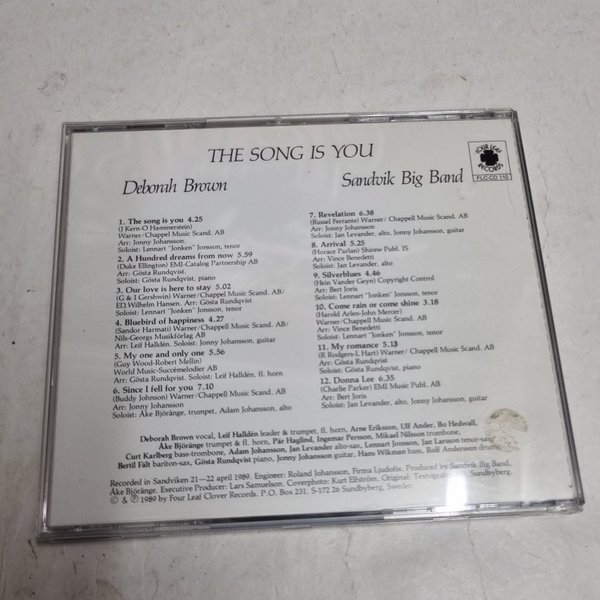 THE SONG IS YOU
Deborah Brown
Sandvik Big Band
FOUR LEAF
RECORDS
FLC-CD 110
1. The song is you 4.25
(J Kern-O Hammerstein)
Warner/Chappell Music Scand. AB
Arr: Jonny Johansson.
Soloist: Lennart "Jonken" Jonsson, tenor
2. A Hundred dreams from now 5.59
(Duke Ellington) EMI-Catalog Partnership AB
Arr: Gösta Rundqvist.
Soloist: Gösta Rundqvist, piano
3. Our love is here to stay 5.02
(G & I Gershwin) Warner/Chappel Music Scand. AB/
ED. Wilhelm Hansen. Arr: Gösta Rundqvist
Soloist: Lennart "Jonken" Jonsson, tenor
4. Bluebird of happiness 4.27
(Sandor Harmati) Warner/Chappell Music Scand. AB/
Nils-Georgs Musikförlag AB
Arr: Leif Halldén. Soloist: Jonny Johansson, guitar
5. My one and only one 5.56
(Guy Wood-Robert Mellin)
World Music-Succémelodier AB
Arr: Gösta Rundqvist. Soloist: Leif Halldén, fl. horn
6. Since I fell for you 7.10
(Buddy Johnson) Warner/Chappell Music Scand. AB
Arr: Jonny Johansson
Soloist: Åke Björänge, trumpet, Adam Johansson, alto
7. Revelation 6.38
(Russel Ferrante) Warner/ Chappell Music Scand. AB
Arr: Jonny Johansson
Soloist: Jan Levander, alto, Jonny Johansson, guitar
8. Arrival 5.25
(Horace Parlan) Shirew Publ. IS
Arr: Vince Benedetti
Soloist: Jan Levander, alto
9. Silverblues 4.46
(Hein Vander Geyn) Copyright Control
Arr: Bert Joris
Soloist: Lennart "Jonken" Jonsson, tenor
10. Come rain or come shine 3.18
(Harold Arlen-John Mercer)
Warner/Chappell Music Scand. AB
Arr: Vince Benedetti
Soloist: Lennart "Jonken" Jonsson, tenor
11. My romance 5.13
(R Rodgers-L Hart) Warner/ Chappell Music Scand. AB
Arr: Gösta Rundqvist
Soloist: Gösta Rundqvist, piano
12. Donna Lee 6.35
(Charlie Parker) EMI Music Publ. AB
Arr: Bert Joris
Soloist: Jan Levander, alto, Jonny Johansson, guitar
Deborah Brown vocal, Leif Halldén leader & trumpet, fl. horn, Arne Eriksson, Ulf Ander, Bo Hedwall,
Åke Björänge trumpet & fl. horn, Pär Haglind, Ingemar Persson, Mikael Nilsson trombone,
Curt Karlberg bass-trombone, Adam Johansson, Jan Levander alto-sax, Lennart Jonsson, Jan Larsson tenor-sax,
Bertil Fält bariton-sax, Gösta Rundqvist piano, Jonny Johansson guitar, Hans Wikman bass, Rolf Andersson drums.
Recorded in Sandviken 21—22 april 1989. Engineer: Roland Johansson, Firma Ljudofix. Produced by Sandvik Big Band,
Åke Björänge. Executive Producer: Lars Samuelson. Coverphoto: Kurt Elfström. Original: Sundbyberg.
© & ℗ 1989 by Four Leaf Clover Records. P.O. Box 231. S-172 26 Sundbyberg, Sweden